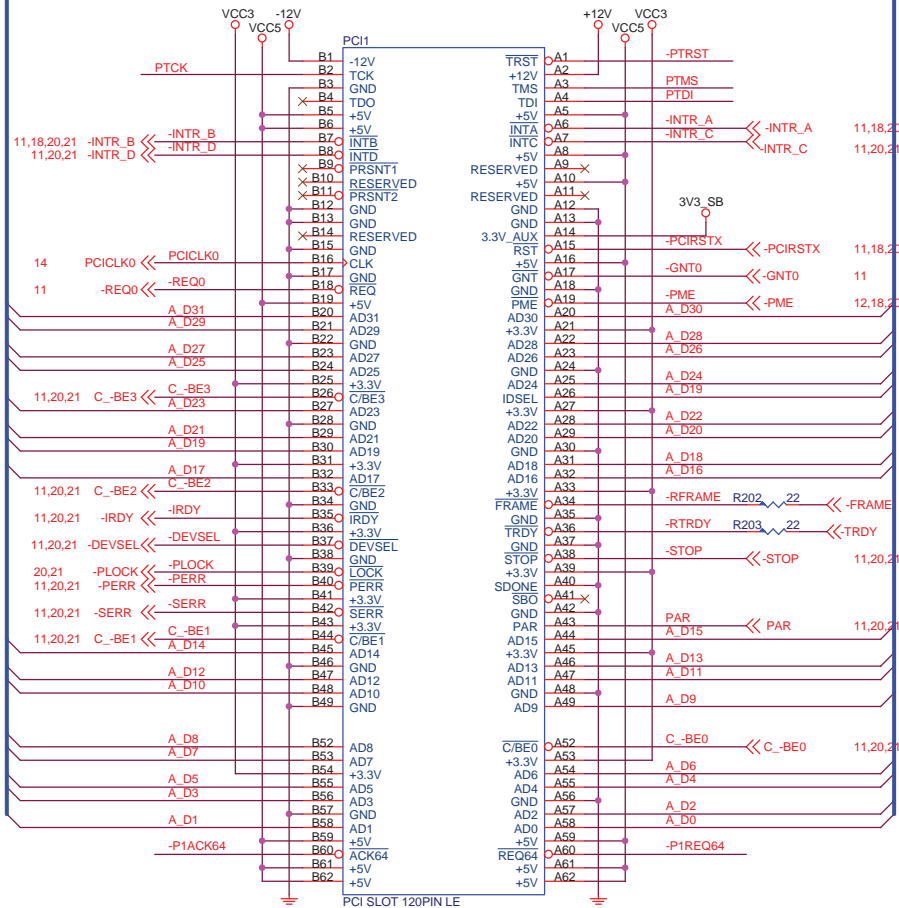 VCC3 -12V
VCC5
+12V VCC3
VCC5
PCI1
B1 -12V TRST A1 -PTRST
PTCK B2 TCK +12V A2
B3 GND TMS A3 PTMS
B4 TDO TDI A4 PTDI
B5 +5V +5V A5
B6 +5V INTA A6 -INTR_A -INTR_A 11,18,20
11,18,20,21 -INTR_B -INTR_B B7 INTB INTC A7 -INTR_C
11,20,21 -INTR_D -INTR_D B8 INTD +5V A8 -INTR_C 11,20,21
B9 PRSNT1 RESERVED A9
B10 RESERVED +5V A10
B11 PRSNT2 RESERVED A11
B12 GND GND A12 3V3_SB
B13 GND GND A13
B14 RESERVED 3.3V_AUX A14
B15 GND RST A15 -PCIRSTX -PCIRSTX 11,18,20
14 PCICLK0 PCICLK0 B16 CLK +5V A16
B17 GND GNT A17 -GNT0 -GNT0 11
11 -REQ0 -REQ0 B18 REQ GND A18
B19 +5V PME A19 -PME -PME 12,18,20
A_D31 B20 AD31 AD30 A20 A_D30
A_D29 B21 AD29 +3.3V A21
B22 GND AD28 A22 A_D28
A_D27 B23 AD27 AD26 A23 A_D26
A_D25 B24 AD25 GND A24
B25 +3.3V AD24 A25 A_D24
11,20,21 C_-BE3 C_-BE3 B26 C/BE3 IDSEL A26 A_D19
A_D23 B27 AD23 +3.3V A27
B28 GND AD22 A28 A_D22
A_D21 B29 AD21 AD20 A29 A_D20
A_D19 B30 AD19 GND A30
B31 +3.3V AD18 A31 A_D18
A_D17 B32 AD17 AD16 A32 A_D16
11,20,21 C_-BE2 C_-BE2 B33 C/BE2 +3.3V A33
B34 GND FRAME A34 -RFRAME R202 22 -FRAME
11,20,21 -IRDY -IRDY B35 IRDY GND A35
B36 +3.3V TRDY A36 -RTRDY R203 22 -TRDY
11,20,21 -DEVSEL -DEVSEL B37 DEVSEL GND A37
B38 GND STOP A38 -STOP -STOP 11,20,21
20,21 -PLOCK -PLOCK B39 LOCK +3.3V A39
11,20,21 -PERR -PERR B40 PERR SDONE A40
B41 +3.3V SBO A41
11,20,21 -SERR -SERR B42 SERR GND A42
B43 +3.3V PAR A43 PAR PAR 11,20,21
11,20,21 C_-BE1 C_-BE1 B44 C/BE1 AD15 A44 A_D15
A_D14 B45 AD14 +3.3V A45
B46 GND AD13 A46 A_D13
A_D12 B47 AD12 AD11 A47 A_D11
A_D10 B48 AD10 GND A48
B49 GND AD9 A49 A_D9
A_D8 B52 AD8 C/BE0 A52 C_-BE0 C_-BE0 11,20,21
A_D7 B53 AD7 +3.3V A53
B54 +3.3V AD6 A54 A_D6
A_D5 B55 AD5 AD4 A55 A_D4
A_D3 B56 AD3 GND A56
B57 GND AD2 A57 A_D2
A_D1 B58 AD1 AD0 A58 A_D0
B59 +5V +5V A59
-P1ACK64 B60 ACK64 REQ64 A60 -P1REQ64
B61 +5V +5V A61
B62 +5V +5V A62
PCI SLOT 120PIN LE